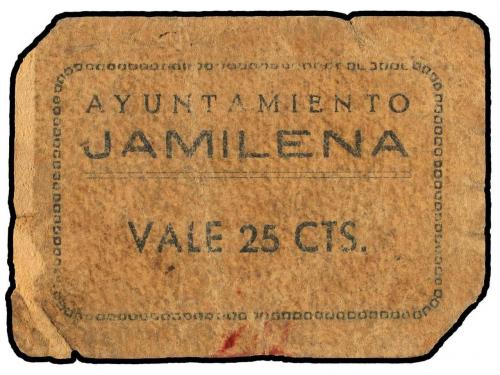 AYUNTAMIENTO
JAMILENA
VALE 25 CTS.